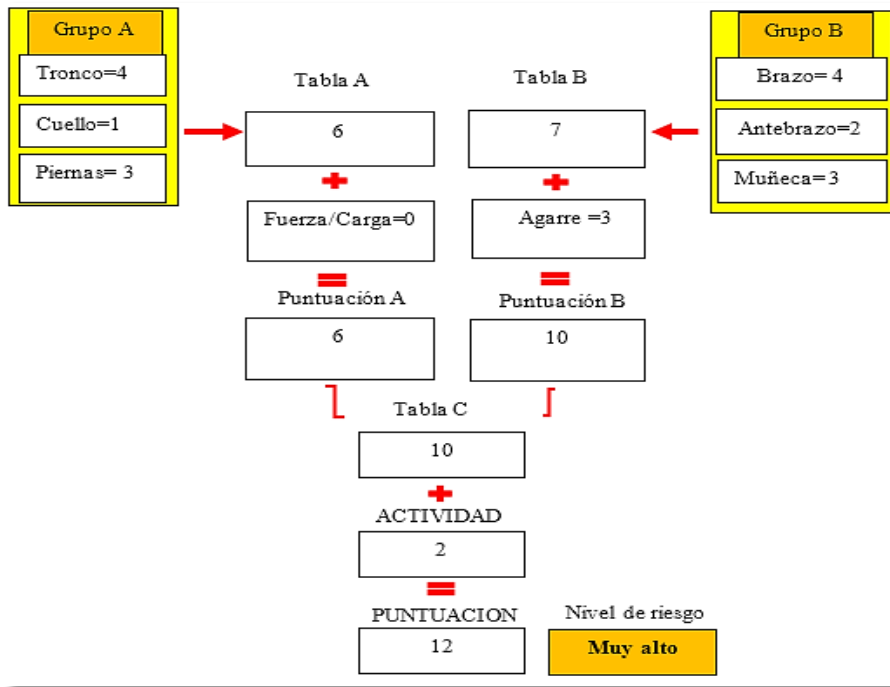 Grupo A
Tronco=4
Cuello=1
Piernas= 3
Tabla A
6
Fuerza/Carga=0
Puntuación A
6
Tabla B
7
Agarre =3
Puntuación B
10
Grupo B
Brazo= 4
Antebrazo=2
Muñeca=3
Tabla C
10
ACTIVIDAD
2
PUNTUACION
12
Nivel de riesgo
Muy alto